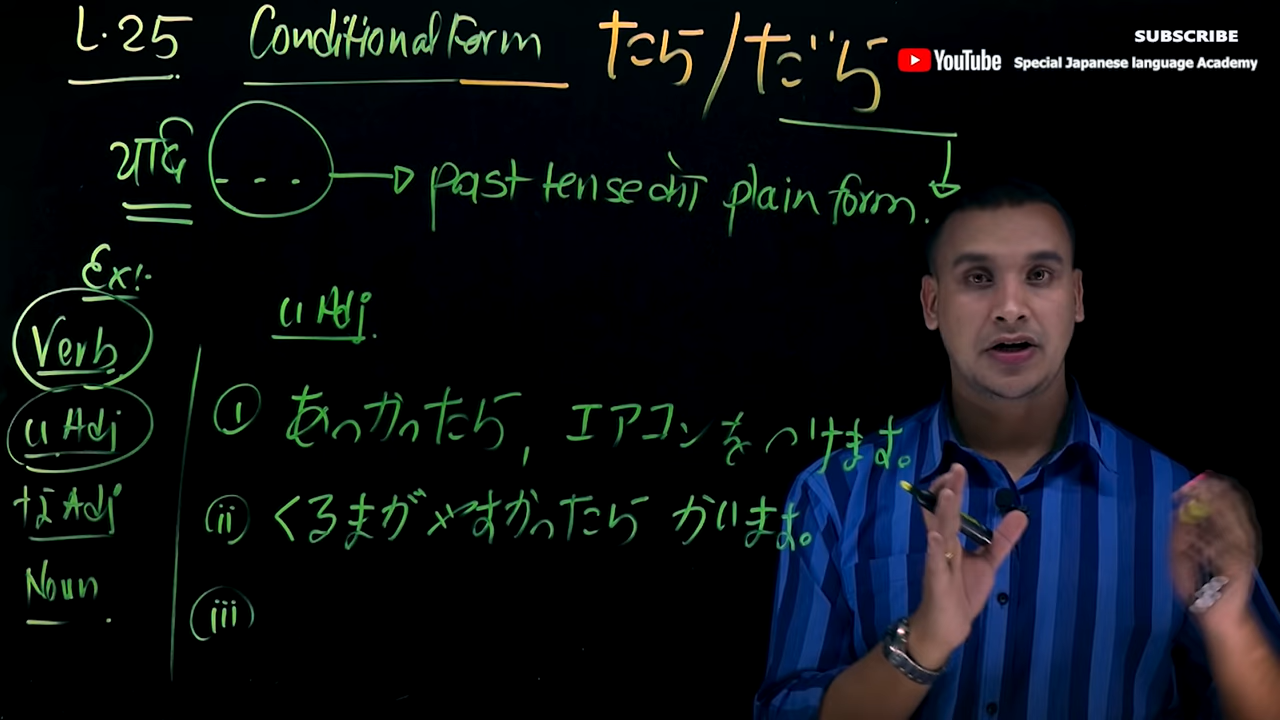 L.25 Conditional Form たら/だら
SUBSCRIBE
YouTube Special Japanese language Academy
यदि ... → past tense को plain form.
Ex:-
Verb
い Adj
な Adj
Noun
い Adj.
① あつかったら, エアコンをつけます。
(ii) くるまが やすかったら かいます。
(iii)